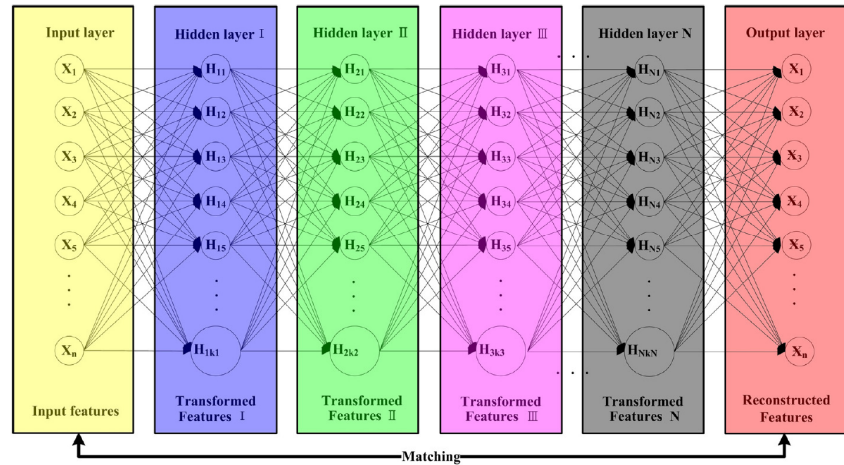 Input layer
X1
X2
X3
X4
X5
Xn
Input features
Hidden layer Ⅰ
H11
H12
H13
H14
H15
H1k1
Transformed
Features Ⅰ
Hidden layer Ⅱ
H21
H22
H23
H24
H25
H2k2
Transformed
Features Ⅱ
Hidden layer Ⅲ
H31
H32
H33
H34
H35
H3k3
Transformed
Features Ⅲ
Hidden layer N
HN1
HN2
HN3
HN4
HN5
HNkN
Transformed
Features N
Output layer
X1
X2
X3
X4
X5
Xn
Reconstructed
Features
Matching